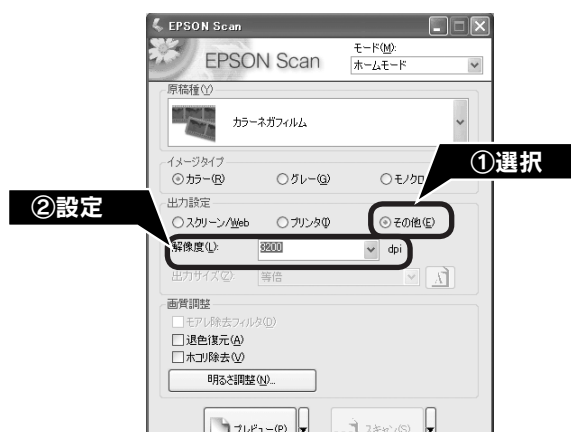 EPSON Scan
EPSON Scan
モード(M):
ホームモード
原稿種(Y)
カラーネガフィルム
イメージタイプ
カラー(R) グレー(G) モノクロ
①選択
出力設定
②設定
スクリーン/Web プリンタ(I) その他(E)
解像度(L): 3200 dpi
出力サイズ(Z) 等倍
画質調整
モアレ除去フィルタ(D)
退色復元(A)
ホコリ除去(V)
明るさ調整(N)...
プレビュー(P) スキャン(S)